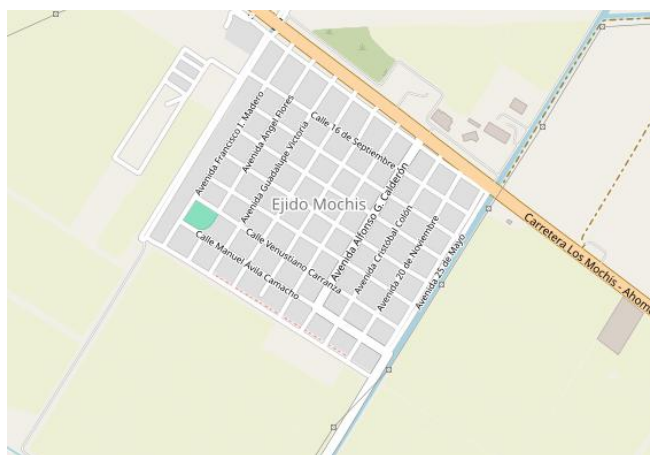 Avenida Francisco I. Madero
Avenida Angel Flores
Avenida Guadalupe Victoria
Calle 16 de Septiembre
Ejido Mochis
Avenida Alfonso G. Calderón
Avenida Cristóbal Colón
Avenida 20 de Noviembre
Avenida 25 de Mayo
Calle Venustiano Carranza
Calle Manuel Ávila Camacho
Carretera Los Mochis - Ahom